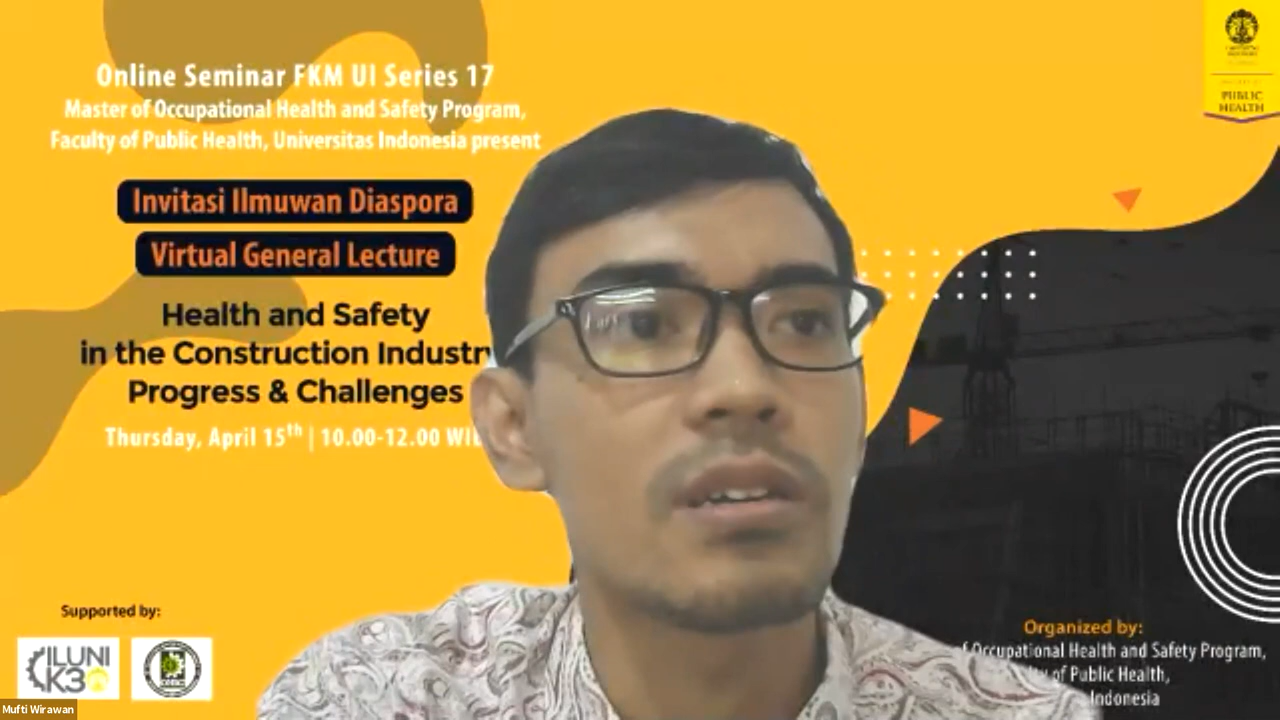 Online Seminar FKM UI Series 17
Master of Occupational Health and Safety Program,
Faculty of Public Health, Universitas Indonesia present
Invitasi Ilmuwan Diaspora
Virtual General Lecture
Health and Safety
in the Construction Industry
Progress & Challenges
Thursday, April 15th | 10.00-12.00 WIB
PUBLIC
HEALTH
Supported by:
ILUNI
K3
Organized by:
f Occupational Health and Safety Program,
of Public Health,
Indonesia
Mufti Wirawan